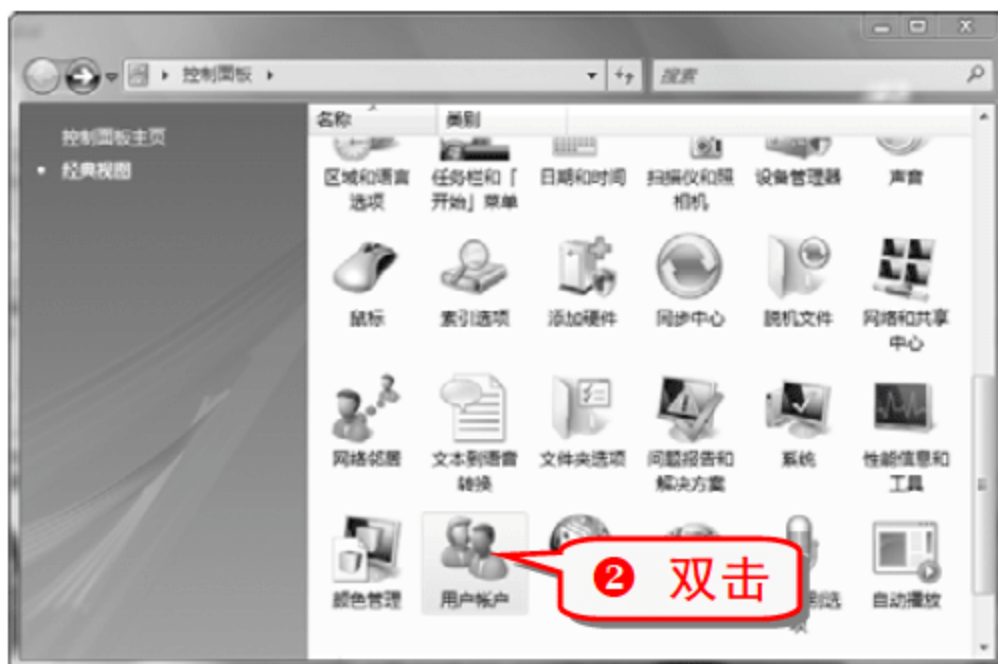 控制面板
搜索
控制面板主页
经典视图
名称 类别
区域和语言
选项
任务栏和「
开始」菜单
日期和时间
扫描仪和照
相机
设备管理器
声音
鼠标
索引选项
添加硬件
同步中心
脱机文件
网络和共享
中心
网络邻居
文本到语音
转换
文件夹选项
问题报告和
解决方案
系统
性能信息和
工具
颜色管理
用户帐户
❷ 双击
别选
项
自动播放